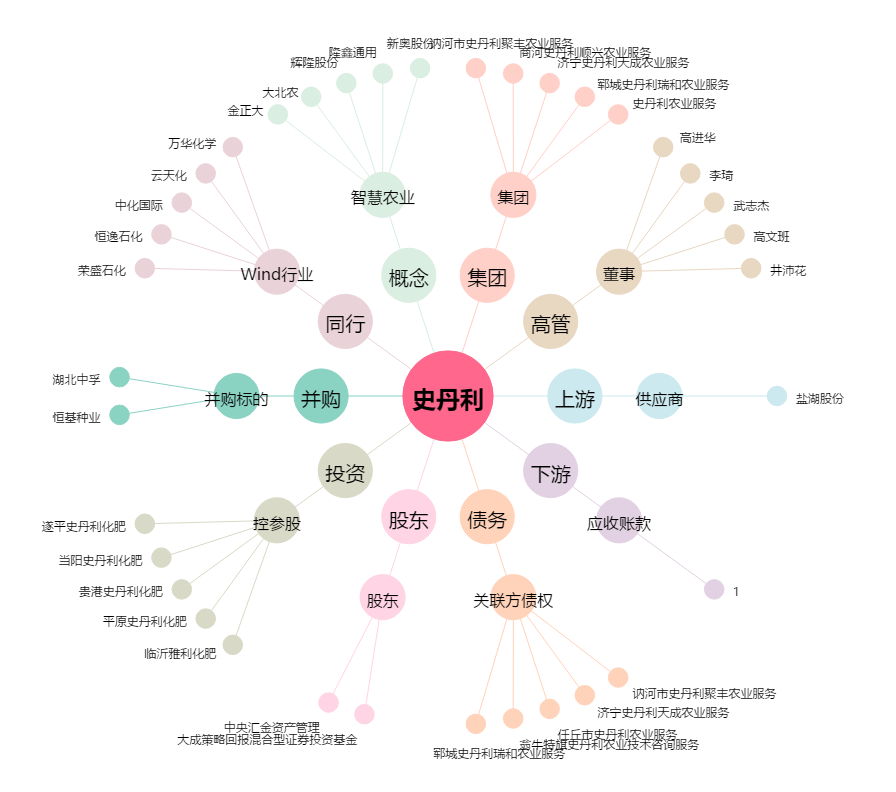 新奥股份
讷河市史丹利聚丰农业服务
隆鑫通用
商河史丹利顺兴农业服务
辉隆股份
济宁史丹利天成农业服务
大北农
郓城史丹利瑞和农业服务
金正大
史丹利农业服务
万华化学
高进华
云天化
李琦
智慧农业
集团
中化国际
武志杰
恒逸石化
高文班
荣盛石化
Wind行业
概念
集团
董事
井沛花
同行
高管
湖北中孚
并购标的
并购
史丹利
上游
供应商
盐湖股份
恒基种业
投资
下游
遂平史丹利化肥
控参股
股东
债务
应收账款
当阳史丹利化肥
贵港史丹利化肥
1
股东
关联方债权
平原史丹利化肥
临沂雅利化肥
讷河市史丹利聚丰农业服务
济宁史丹利天成农业服务
中央汇金资产管理
任丘市史丹利农业服务
大成策略回报混合型证券投资基金
翁牛特旗史丹利农业技术咨询服务
郓城史丹利瑞和农业服务